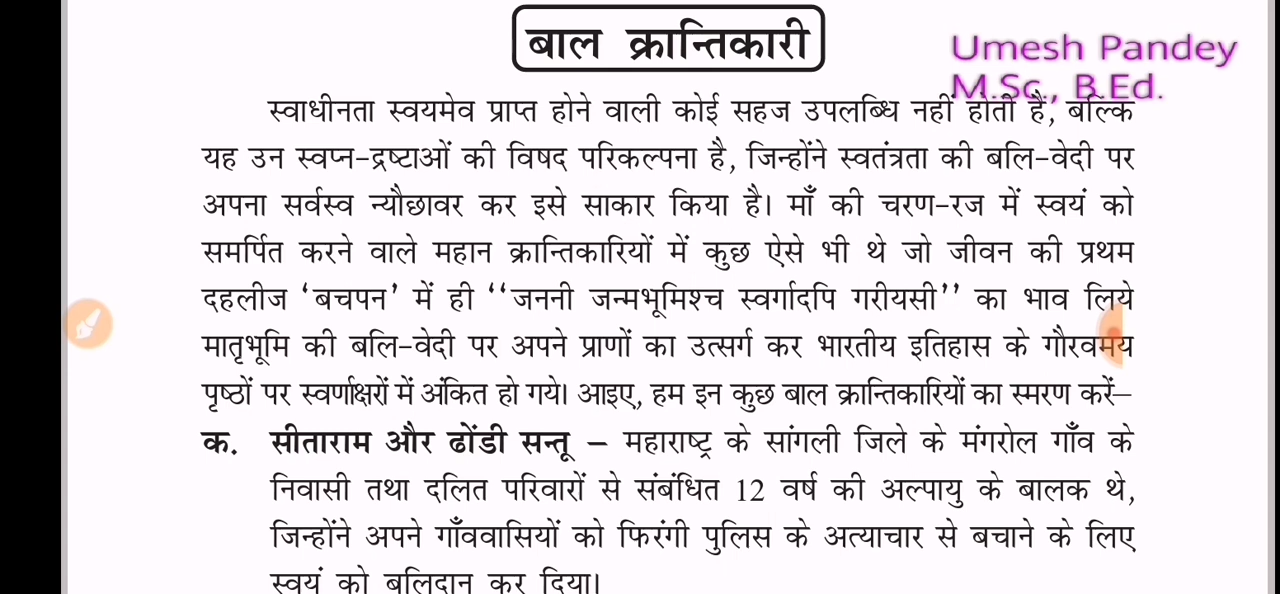 बाल क्रान्तिकारी
Umesh Pandey
M.Sc., B.Ed.
स्वाधीनता स्वयमेव प्राप्त होने वाली कोई सहज उपलब्धि नहीं होती है, बल्कि
यह उन स्वप्न-द्रष्टाओं की विषद परिकल्पना है, जिन्होंने स्वतंत्रता की बलि-वेदी पर
अपना सर्वस्व न्यौछावर कर इसे साकार किया है। माँ की चरण-रज में स्वयं को
समर्पित करने वाले महान क्रान्तिकारियों में कुछ ऐसे भी थे जो जीवन की प्रथम
दहलीज ‘बचपन’ में ही ‘‘जननी जन्मभूमिश्च स्वर्गादपि गरीयसी’’ का भाव लिये
मातृभूमि की बलि-वेदी पर अपने प्राणों का उत्सर्ग कर भारतीय इतिहास के गौरवमय
पृष्ठों पर स्वर्णाक्षरों में अंकित हो गये। आइए, हम इन कुछ बाल क्रान्तिकारियों का स्मरण करें–
क. सीताराम और ढोंडी सन्तू – महाराष्ट्र के सांगली जिले के मंगरोल गाँव के
निवासी तथा दलित परिवारों से संबंधित 12 वर्ष की अल्पायु के बालक थे,
जिन्होंने अपने गाँववासियों को फिरंगी पुलिस के अत्याचार से बचाने के लिए
स्वयं को बलिदान कर दिया।